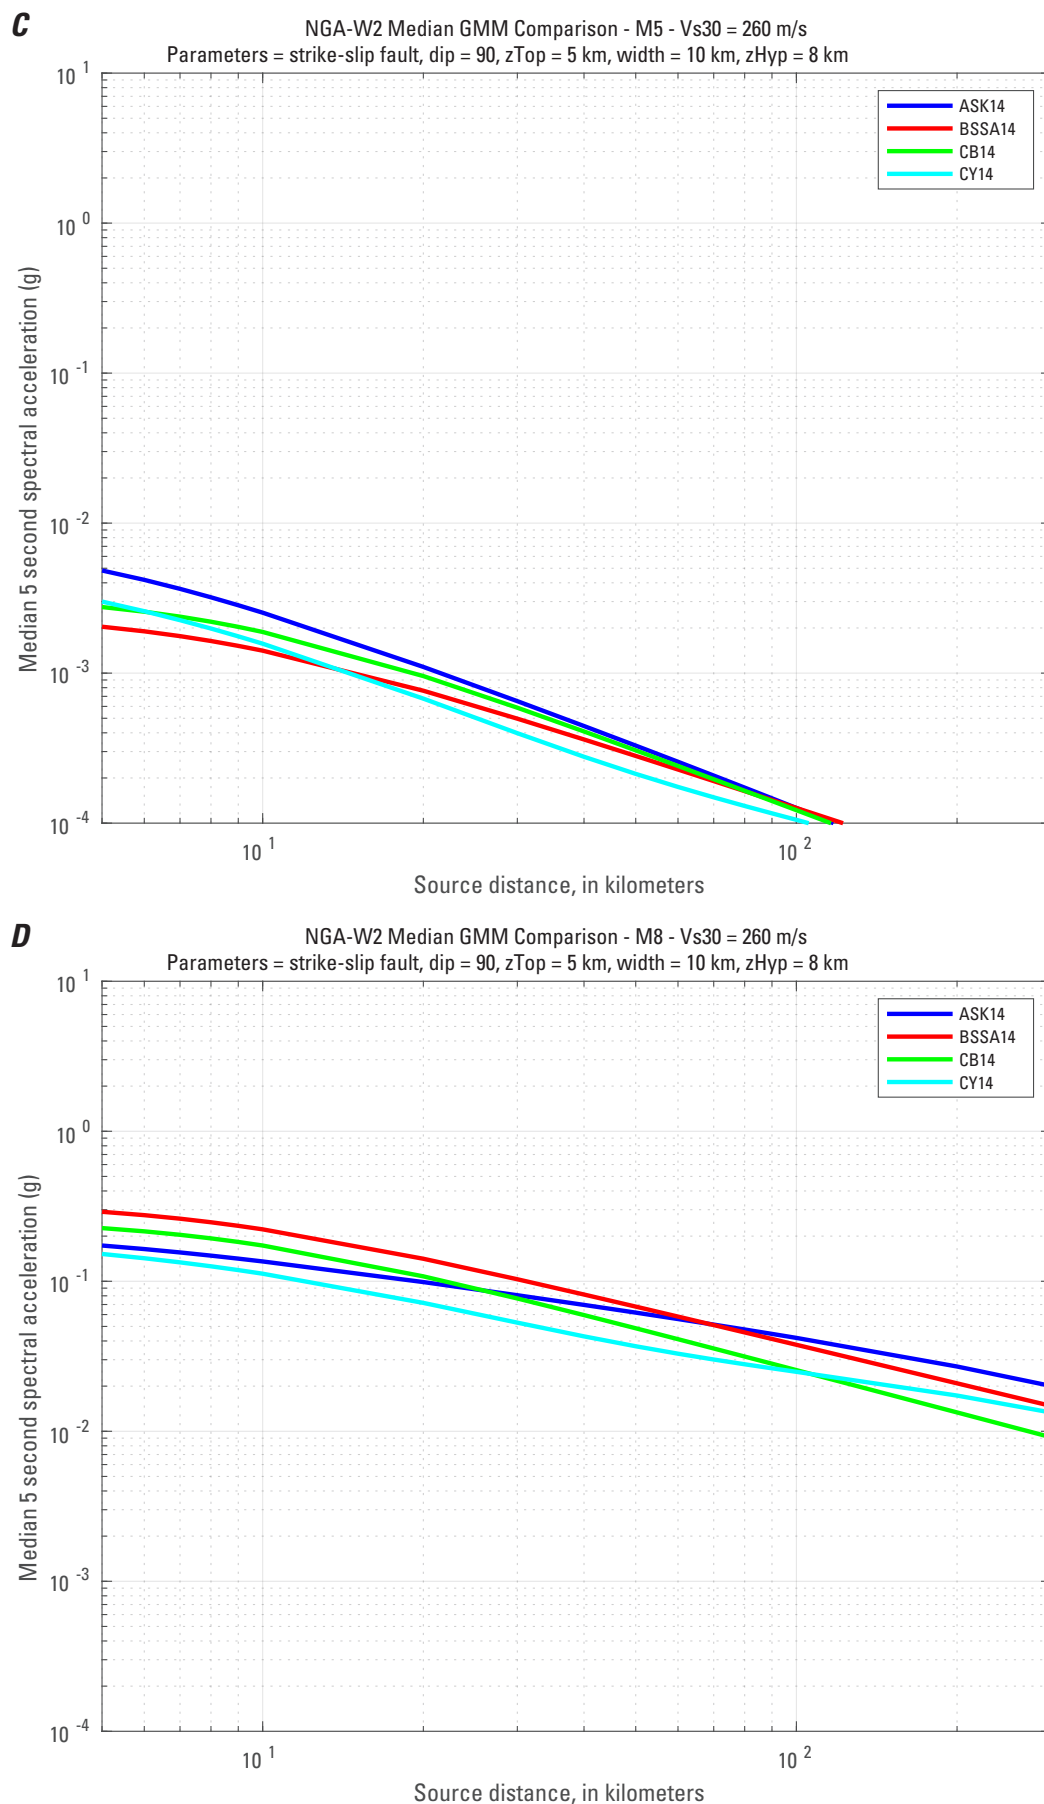 C
NGA-W2 Median GMM Comparison - M5 - Vs30 = 260 m/s
Parameters = strike-slip fault, dip = 90, zTop = 5 km, width = 10 km, zHyp = 8 km
10 1
10 0
10 -1
10 -2
10 -3
10 -4
Median 5 second spectral acceleration (g)
ASK14
BSSA14
CB14
CY14
10 1
10 2
Source distance, in kilometers
D
NGA-W2 Median GMM Comparison - M8 - Vs30 = 260 m/s
Parameters = strike-slip fault, dip = 90, zTop = 5 km, width = 10 km, zHyp = 8 km
10 1
10 0
10 -1
10 -2
10 -3
10 -4
Median 5 second spectral acceleration (g)
ASK14
BSSA14
CB14
CY14
10 1
10 2
Source distance, in kilometers